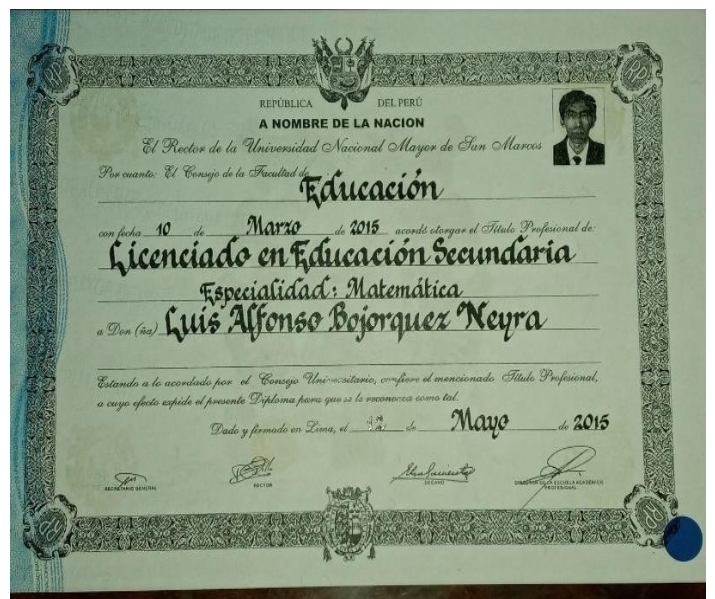 REPÚBLICA DEL PERÚ
A NOMBRE DE LA NACION
El Rector de la Universidad Nacional Mayor de San Marcos
Por cuanto: El Consejo de la Facultad de
Educación
con fecha 10 de Marzo de 2015 acordó otorgar el Título Profesional de:
Licenciado en Educación Secundaria
Especialidad: Matemática
a Don (ña) Luis Alfonso Bojorquez Neyra
Estando a lo acordado por el Consejo Universitario, confiere el mencionado Título Profesional,
a cuyo efecto expide el presente Diploma para que se le reconozca como tal.
Dado y firmado en Lima, el de Mayo de 2015
SECRETARIO GENERAL RECTOR DECANO DIRECTOR DE LA ESCUELA ACADÉMICO
PROFESIONAL